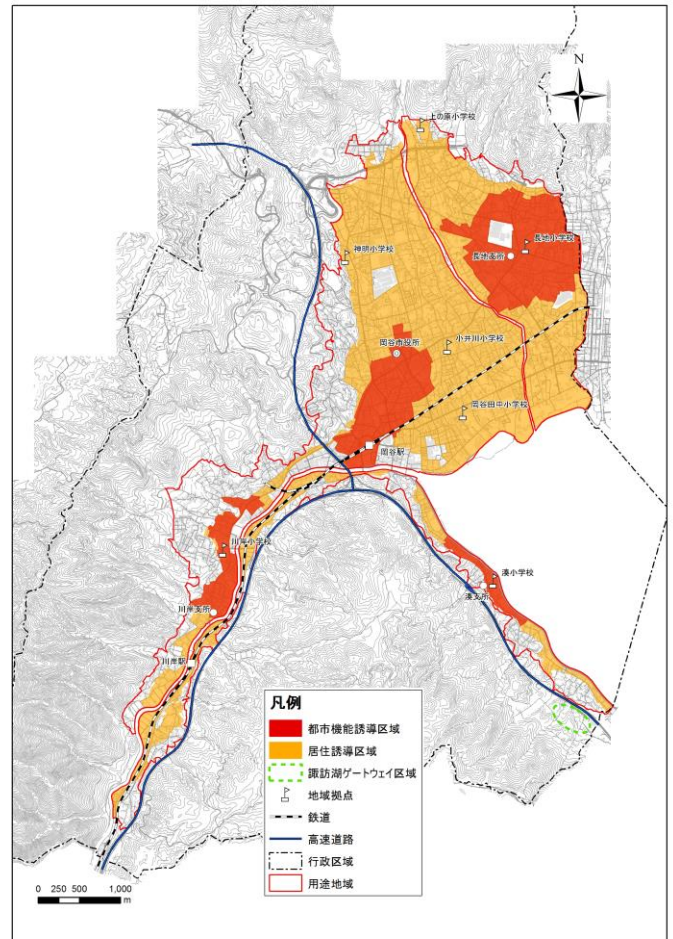 N
上の原小学校
神明小学校
長地小学校
長地支所
岡谷市役所
小井川小学校
岡谷田中小学校
岡谷駅
川岸小学校
湊小学校
湊支所
川岸支所
川岸駅
凡例
都市機能誘導区域
居住誘導区域
諏訪湖ゲートウェイ区域
地域拠点
鉄道
高速道路
行政区域
用途地域
0 250 500 1,000
m